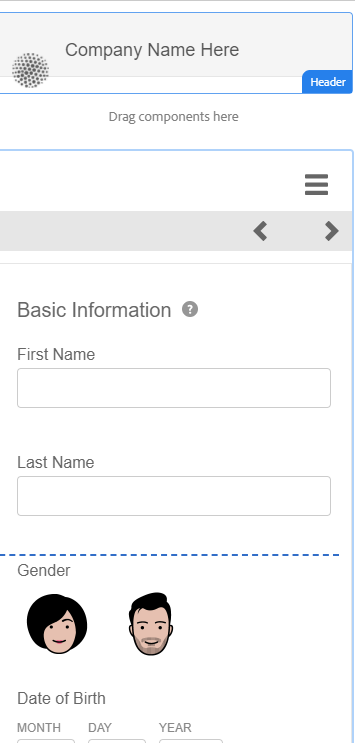 Company Name Here
Header
Drag components here
Basic Information ?
First Name
Last Name
Gender
Date of Birth
MONTH DAY YEAR